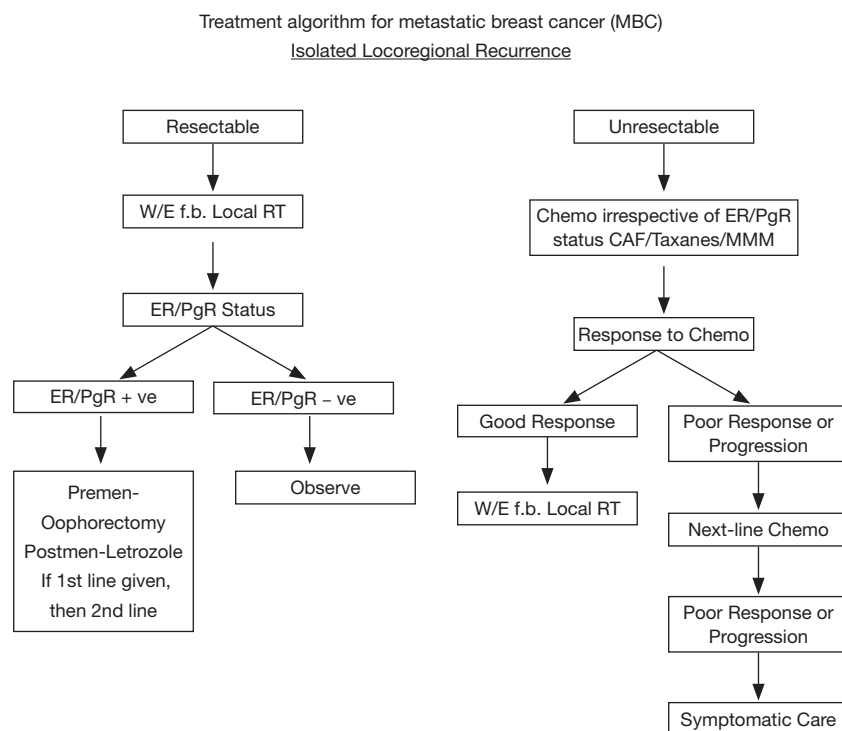 Treatment algorithm for metastatic breast cancer (MBC)
Isolated Locoregional Recurrence
Resectable
W/E f.b. Local RT
ER/PgR Status
ER/PgR + ve
ER/PgR – ve
Premen-
Oophorectomy
Postmen-Letrozole
If 1st line given,
then 2nd line
Observe
Unresectable
Chemo irrespective of ER/PgR
status CAF/Taxanes/MMM
Response to Chemo
Good Response
W/E f.b. Local RT
Poor Response or
Progression
Next-line Chemo
Poor Response or
Progression
Symptomatic Care